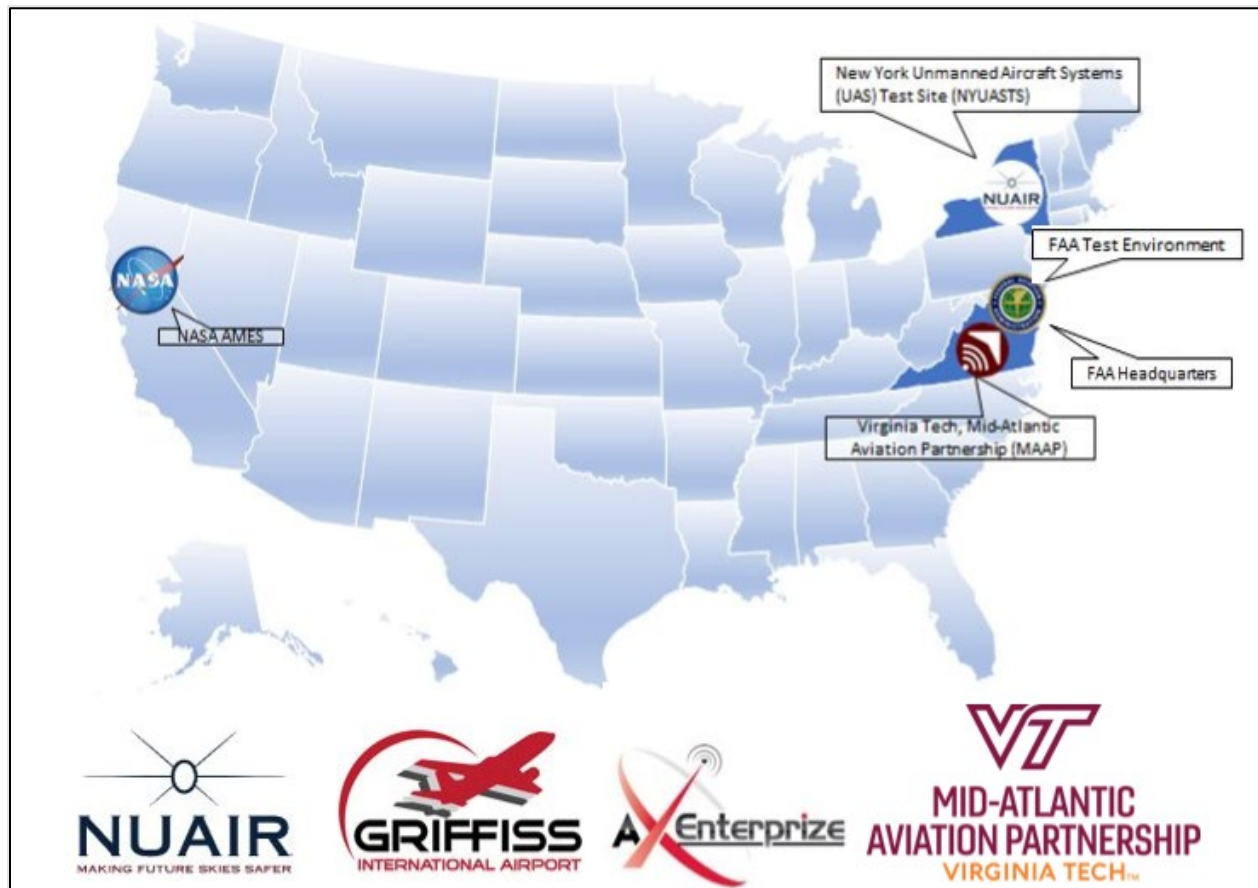 New York Unmanned Aircraft Systems
(UAS) Test Site (NYUASTS)
NUAIR
FAA Test Environment
NASA
NASA AMES
FAA Headquarters
Virginia Tech, Mid-Atlantic
Aviation Partnership (MAAP)
NUAIR
MAKING FUTURE SKIES SAFER
GRIFFISS
INTERNATIONAL AIRPORT
AX Enterprize
VT
MID-ATLANTIC
AVIATION PARTNERSHIP
VIRGINIA TECH™